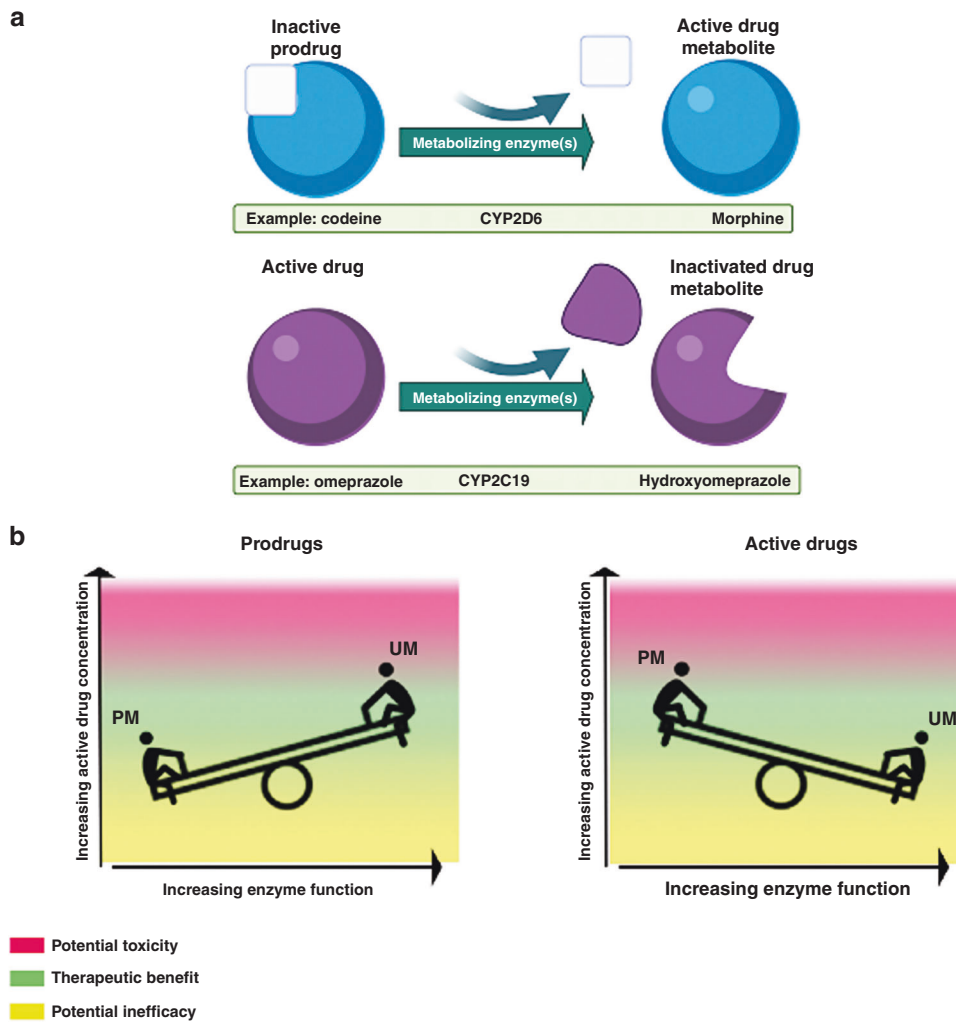 a
Inactive
prodrug
Active drug
metabolite
Metabolizing enzyme(s)
Example: codeine CYP2D6 Morphine
Active drug
Inactivated drug
metabolite
Metabolizing enzyme(s)
Example: omeprazole CYP2C19 Hydroxyomeprazole
b
Prodrugs
Increasing active drug concentration
PM
UM
Increasing enzyme function
Active drugs
Increasing active drug concentration
PM
UM
Increasing enzyme function
Potential toxicity
Therapeutic benefit
Potential inefficacy